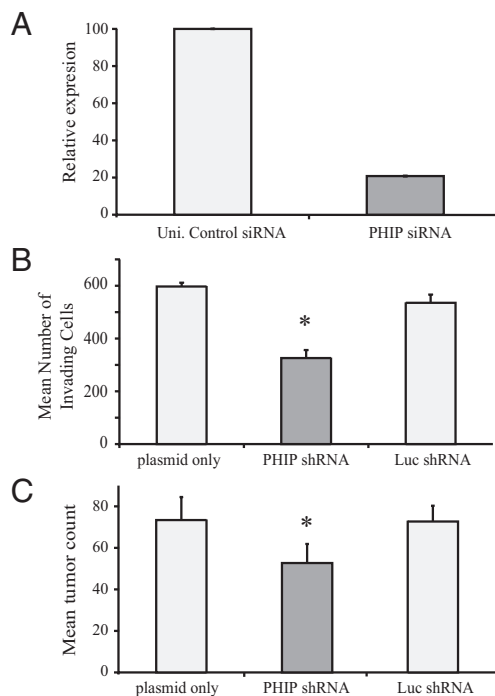 A
Relative expresion
100
80
60
40
20
0
Uni. Control siRNA
PHIP siRNA
B
Mean Number of
Invading Cells
600
400
200
0
*
plasmid only
PHIP shRNA
Luc shRNA
C
Mean tumor count
80
60
40
20
0
*
plasmid only
PHIP shRNA
Luc shRNA